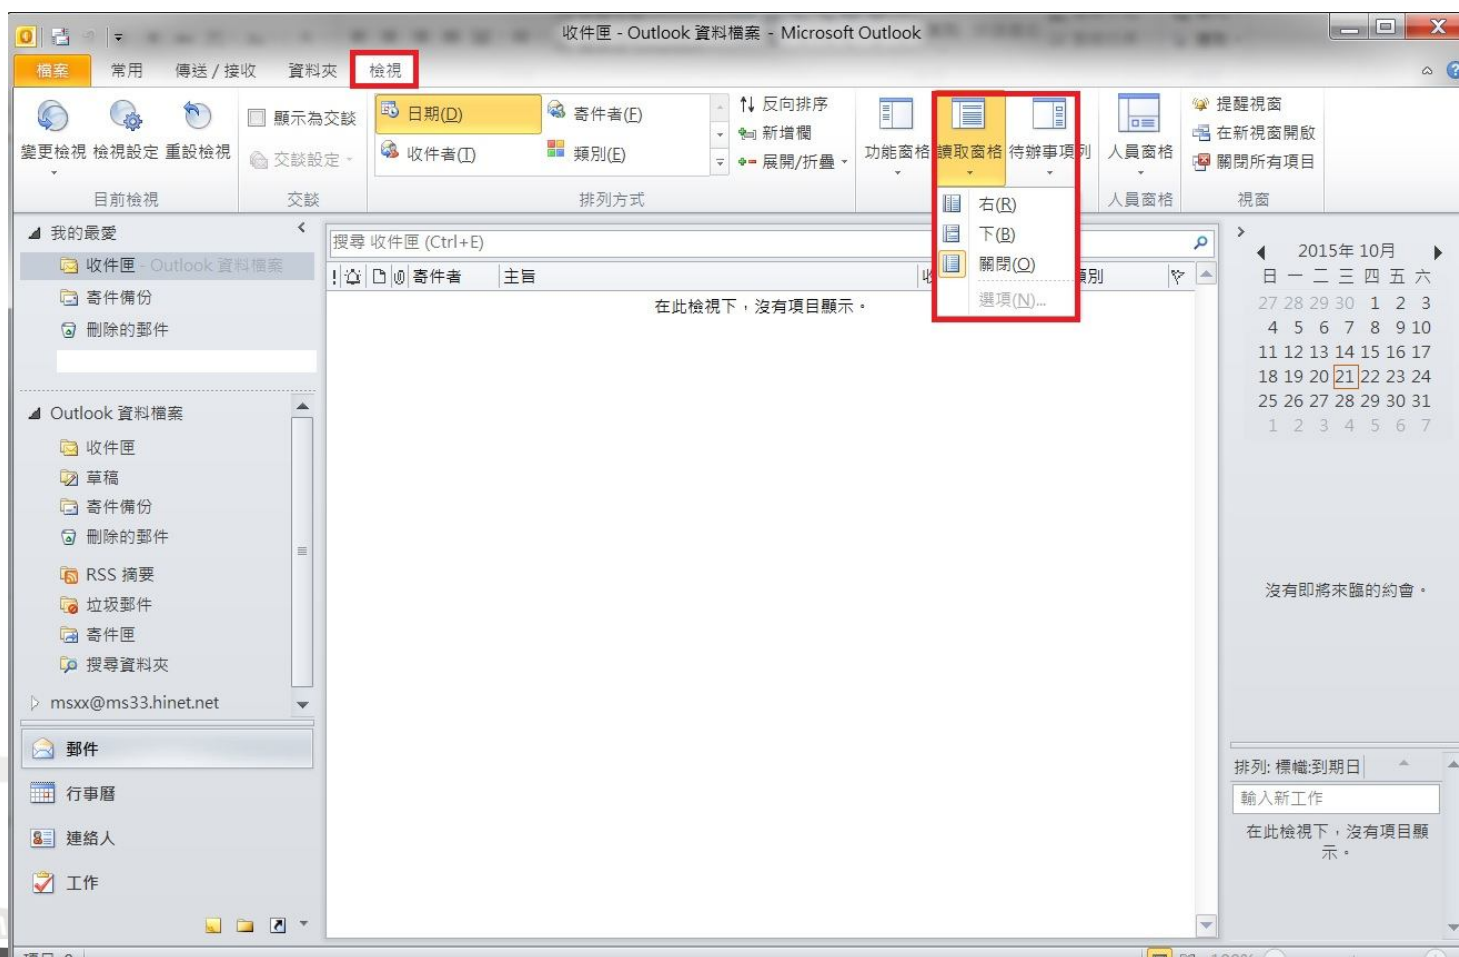 收件匣 - Outlook 資料檔案 - Microsoft Outlook
檔案 常用 傳送 / 接收 資料夾 檢視
變更檢視 檢視設定 重設檢視
目前檢視
顯示為交談
交談設定
交談
日期(D) 寄件者(F)
收件者(T) 類別(E)
反向排序
新增欄
展開/折疊
排列方式
功能窗格 讀取窗格 待辦事項列
人員窗格
人員窗格
提醒視窗
在新視窗開啟
關閉所有項目
視窗
右(R)
下(B)
關閉(O)
選項(N)...
我的最愛
收件匣 - Outlook 資料檔案
寄件備份
刪除的郵件
Outlook 資料檔案
收件匣
草稿
寄件備份
刪除的郵件
RSS 摘要
垃圾郵件
寄件匣
搜尋資料夾
msxx@ms33.hinet.net
郵件
行事曆
連絡人
工作
搜尋 收件匣 (Ctrl+E)
寄件者 主旨
在此檢視下，沒有項目顯示。
2015年 10月
日 一 二 三 四 五 六
27 28 29 30 1 2 3
4 5 6 7 8 9 10
11 12 13 14 15 16 17
18 19 20 21 22 23 24
25 26 27 28 29 30 31
1 2 3 4 5 6 7
沒有即將來臨的約會。
排列: 標幟:到期日
輸入新工作
在此檢視下，沒有項目顯
示。